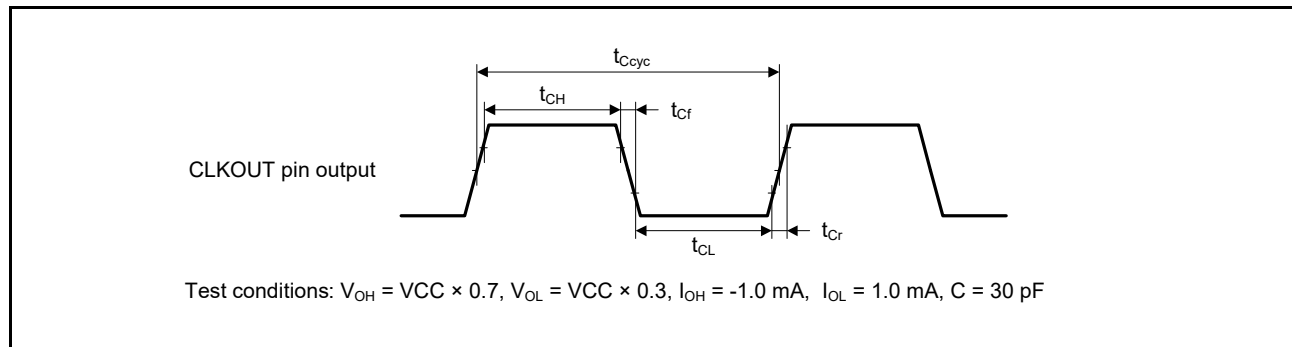 tCcyc
tCH
tCf
CLKOUT pin output
tCL
tCr
Test conditions: VOH = VCC × 0.7, VOL = VCC × 0.3, IOH = -1.0 mA, IOL = 1.0 mA, C = 30 pF